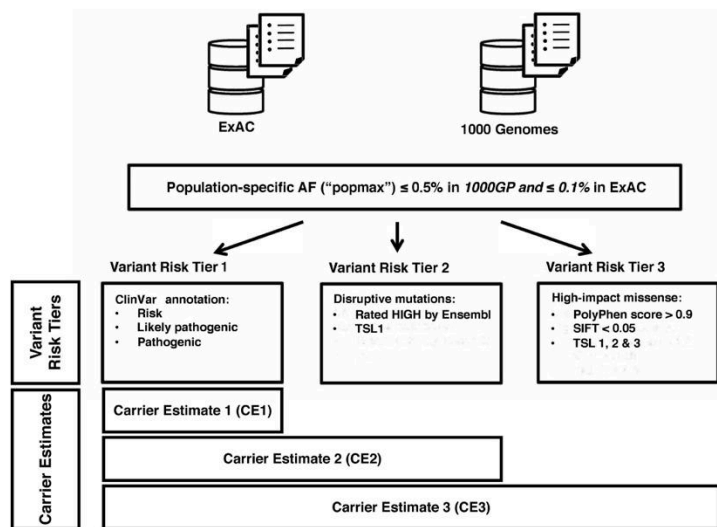 ExAC
1000 Genomes
Population-specific AF (“popmax”) ≤ 0.5% in 1000GP and ≤ 0.1% in ExAC
Variant Risk Tier 1
Variant Risk Tier 2
Variant Risk Tier 3
Variant
Risk Tiers
ClinVar annotation:
• Risk
• Likely pathogenic
• Pathogenic
Disruptive mutations:
• Rated HIGH by Ensembl
• TSL1
High-impact missense:
• PolyPhen score > 0.9
• SIFT < 0.05
• TSL 1, 2 & 3
Carrier Estimates
Carrier Estimate 1 (CE1)
Carrier Estimate 2 (CE2)
Carrier Estimate 3 (CE3)